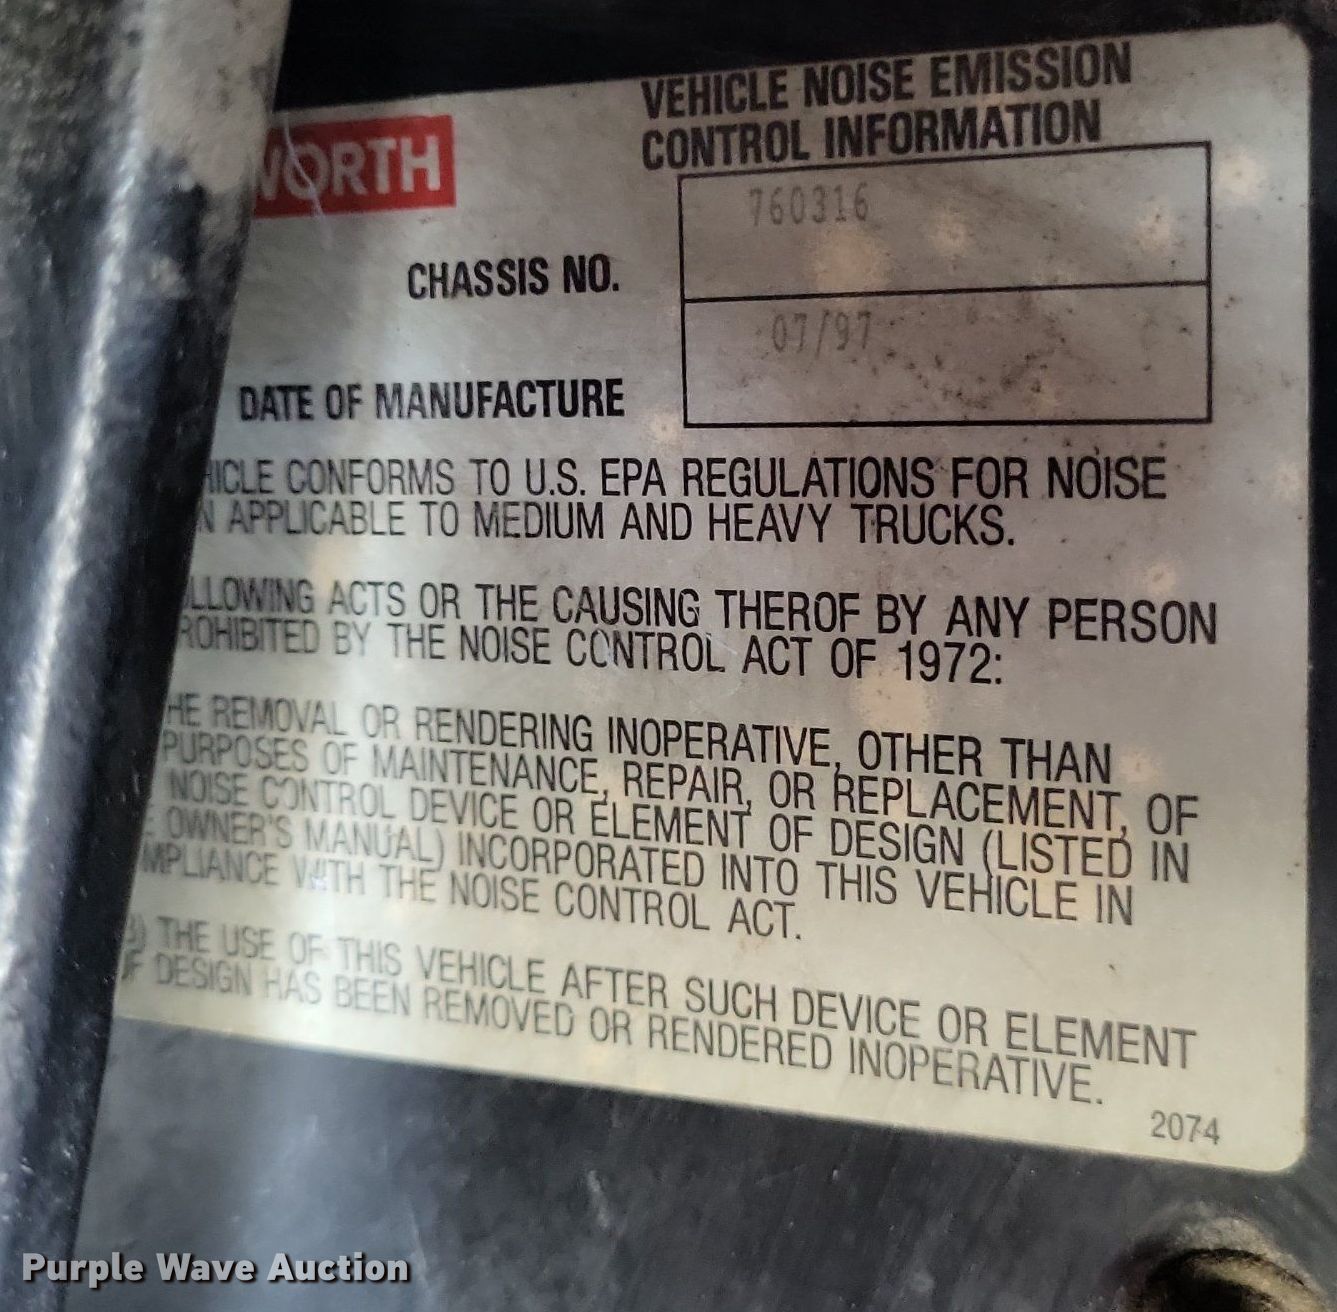 WORTH
VEHICLE NOISE EMISSION
CONTROL INFORMATION
CHASSIS NO.
760316
DATE OF MANUFACTURE
07/97
HICLE CONFORMS TO U.S. EPA REGULATIONS FOR NOISE
N APPLICABLE TO MEDIUM AND HEAVY TRUCKS.
LLOWING ACTS OR THE CAUSING THEROF BY ANY PERSON
ROHIBITED BY THE NOISE CONTROL ACT OF 1972:
HE REMOVAL OR RENDERING INOPERATIVE, OTHER THAN
PURPOSES OF MAINTENANCE, REPAIR, OR REPLACEMENT, OF
NOISE CONTROL DEVICE OR ELEMENT OF DESIGN (LISTED IN
E OWNER'S MANUAL) INCORPORATED INTO THIS VEHICLE IN
MPLIANCE WITH THE NOISE CONTROL ACT.
) THE USE OF THIS VEHICLE AFTER SUCH DEVICE OR ELEMENT
OF DESIGN HAS BEEN REMOVED OR RENDERED INOPERATIVE.
2074
Purple Wave Auction